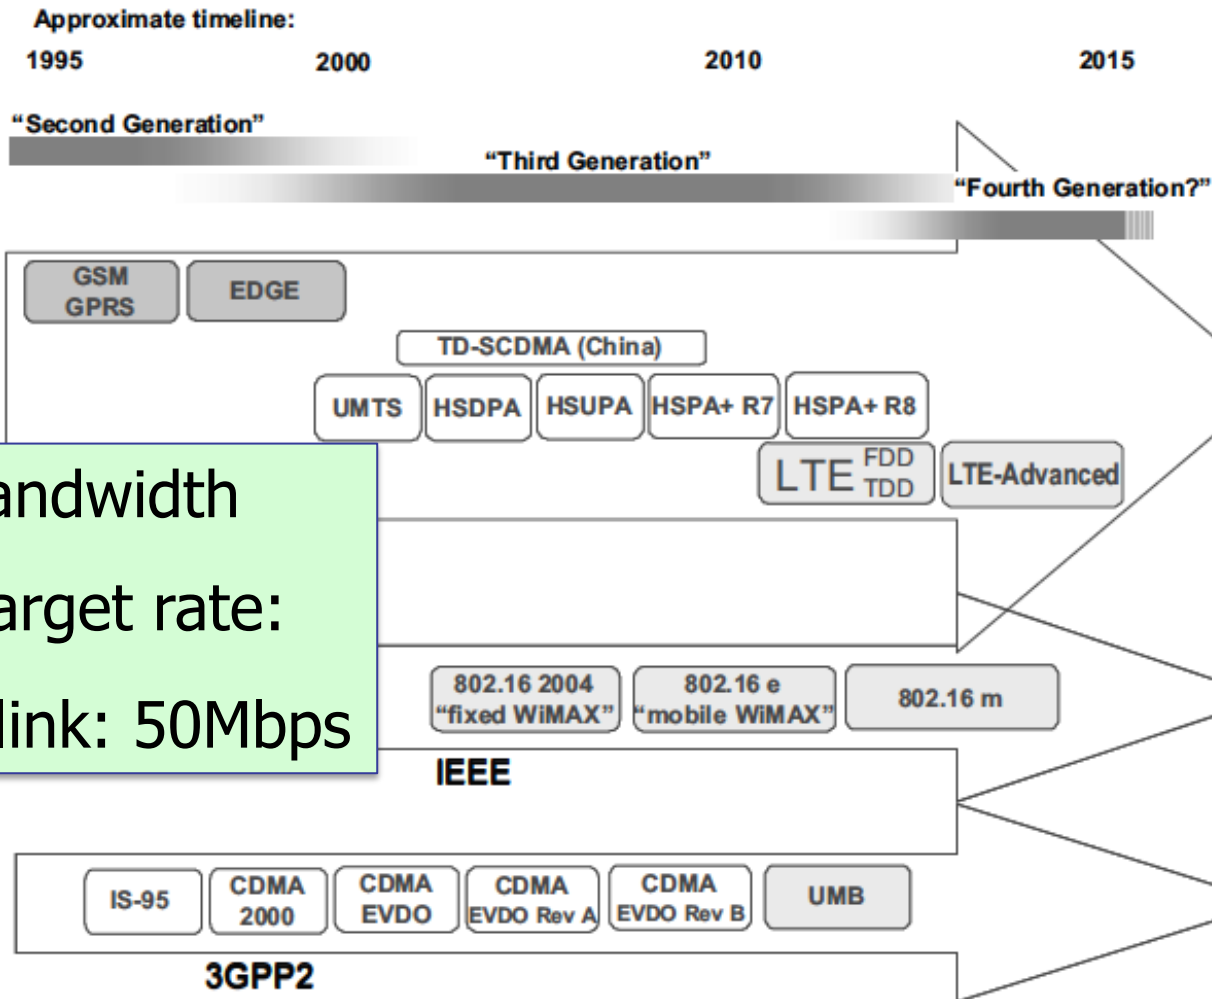 Approximate timeline:
1995 2000 2010 2015
“Second Generation”
“Third Generation”
“Fourth Generation?”
GSM
GPRS
EDGE
TD-SCDMA (China)
UMTS
HSDPA
HSUPA
HSPA+ R7
HSPA+ R8
LTE FDD
TDD
LTE-Advanced
andwidth
arget rate:
link: 50Mbps
802.16 2004
“fixed WiMAX”
802.16 e
“mobile WiMAX”
802.16 m
IEEE
IS-95
CDMA
2000
CDMA
EVDO
CDMA
EVDO Rev A
CDMA
EVDO Rev B
UMB
3GPP2